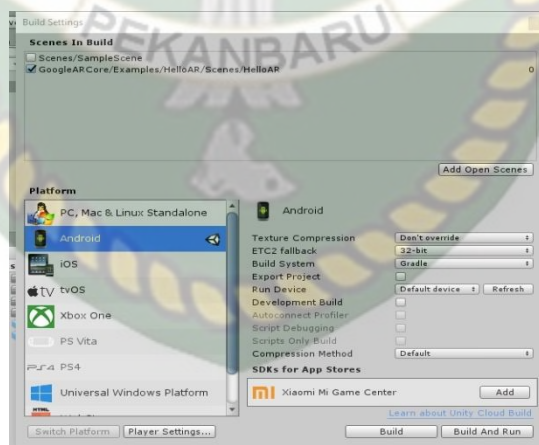 Build Settings
PEKANBARU
Scenes In Build
Scenes/SampleScene
GoogleARCore/Examples/HelloAR/Scenes/HelloAR 0
Add Open Scenes
Platform
PC, Mac & Linux Standalone
Android
iOS
tvOS
Xbox One
PS Vita
PS4
Universal Windows Platform
HTML
Switch Platform
Player Settings...
Android
Texture Compression Don't override
ETC2 fallback 32-bit
Build System Gradle
Export Project
Run Device Default device Refresh
Development Build
Autoconnect Profiler
Script Debugging
Scripts Only Build
Compression Method Default
SDKs for App Stores
Xiaomi Mi Game Center Add
Learn about Unity Cloud Build
Build
Build And Run